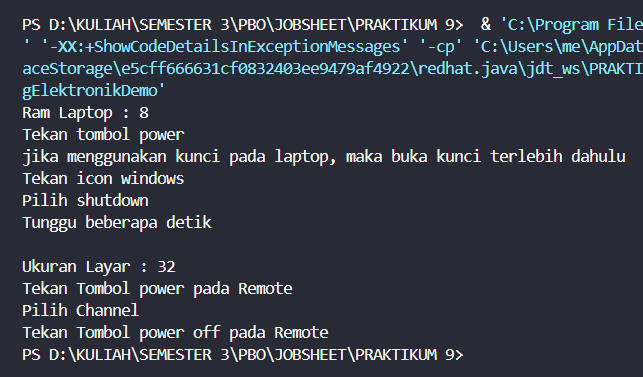 PS D:\KULIAH\SEMESTER 3\PBO\JOBSHEET\PRAKTIKUM 9>  & 'C:\Program File
' '-XX:+ShowCodeDetailsInExceptionMessages' '-cp' 'C:\Users\me\AppDat
aceStorage\e5cff666631cf0832403ee9479af4922\redhat.java\jdt_ws\PRAKTI
gElektronikDemo'
Ram Laptop : 8
Tekan tombol power
jika menggunakan kunci pada laptop, maka buka kunci terlebih dahulu
Tekan icon windows
Pilih shutdown
Tunggu beberapa detik
Ukuran Layar : 32
Tekan Tombol power pada Remote
Pilih Channel
Tekan Tombol power off pada Remote
PS D:\KULIAH\SEMESTER 3\PBO\JOBSHEET\PRAKTIKUM 9>